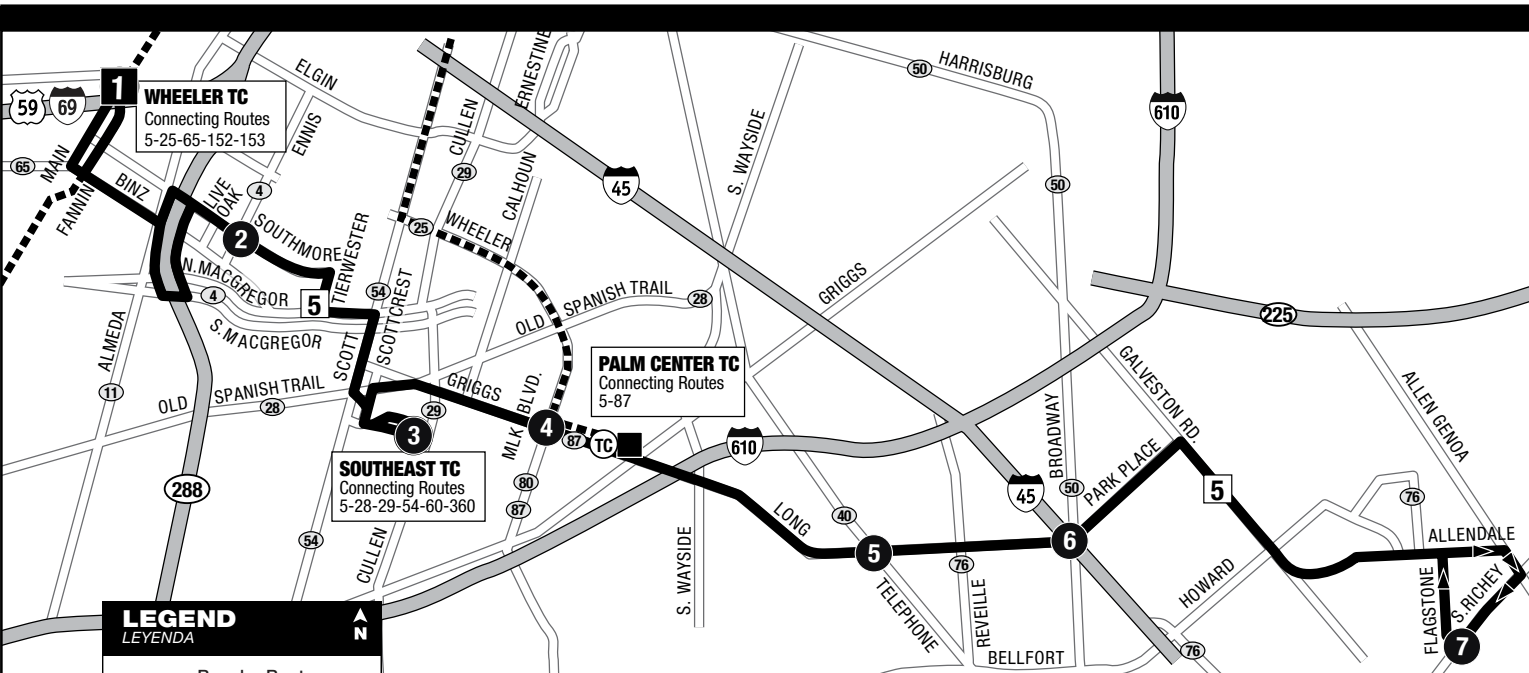 HARRISBURG
50
ERNESTINE
ELGIN
1
WHEELER TC
Connecting Routes
5-25-65-152-153
59
69
610
CULLEN
ENNIS
S. WAYSIDE
65
MAIN
29
CALHOUN
45
50
BINZ
LIVE
OAK
4
FANNIN
2
SOUTHMORE
TIERWESTER
25
WHEELER
N.MACGREGOR
4
5
54
SCOTTCREST
GRIGGS
SPANISH TRAIL
28
OLD
225
S.MACGREGOR
ALMEDA
SCOTT
PALM CENTER TC
Connecting Routes
5-87
GALVESTON RD.
ALLEN GENOA
11
OLD
SPANISH TRAIL
28
GRIGGS
MLK BLVD.
29
3
4
87
TC
610
BROADWAY
PARK PLACE
SOUTHEAST TC
Connecting Routes
5-28-29-54-60-360
288
80
87
45
50
5
76
LONG
40
54
CULLEN
5
6
76
ALLENDALE
S. WAYSIDE
TELEPHONE
REVEILLE
HOWARD
FLAGSTONE
S.RICHEY
7
BELLFORT
76
LEGEND
LEYENDA
N